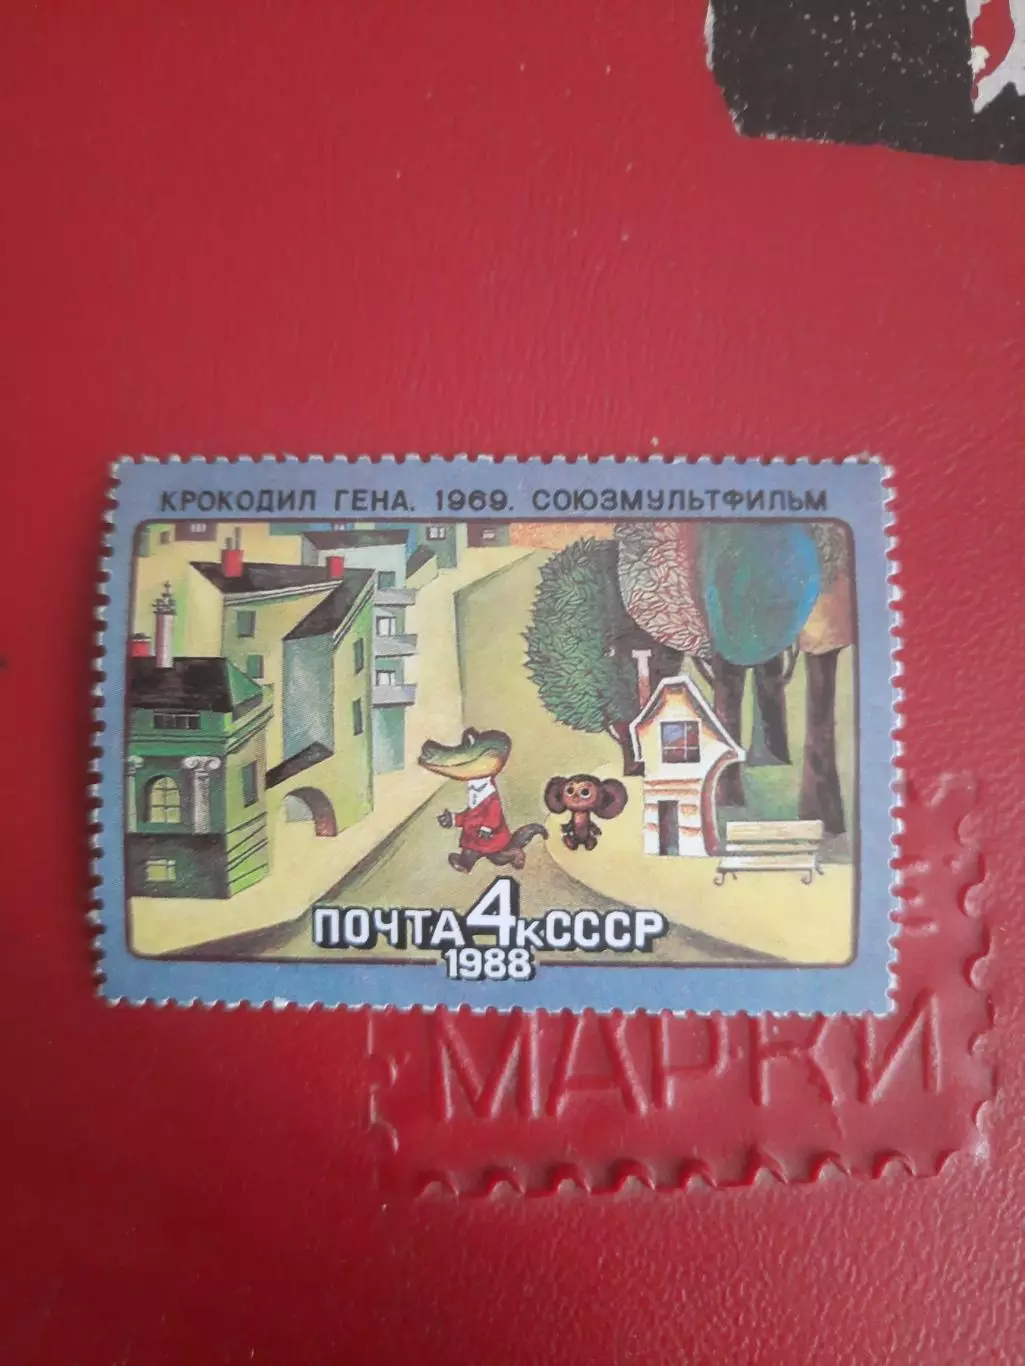 КРОКОДИЛ ГЕНА. 1969. СОЮЗМУЛЬТФИЛЬМ
ПОЧТА 4к СССР
1988
МАРКИ